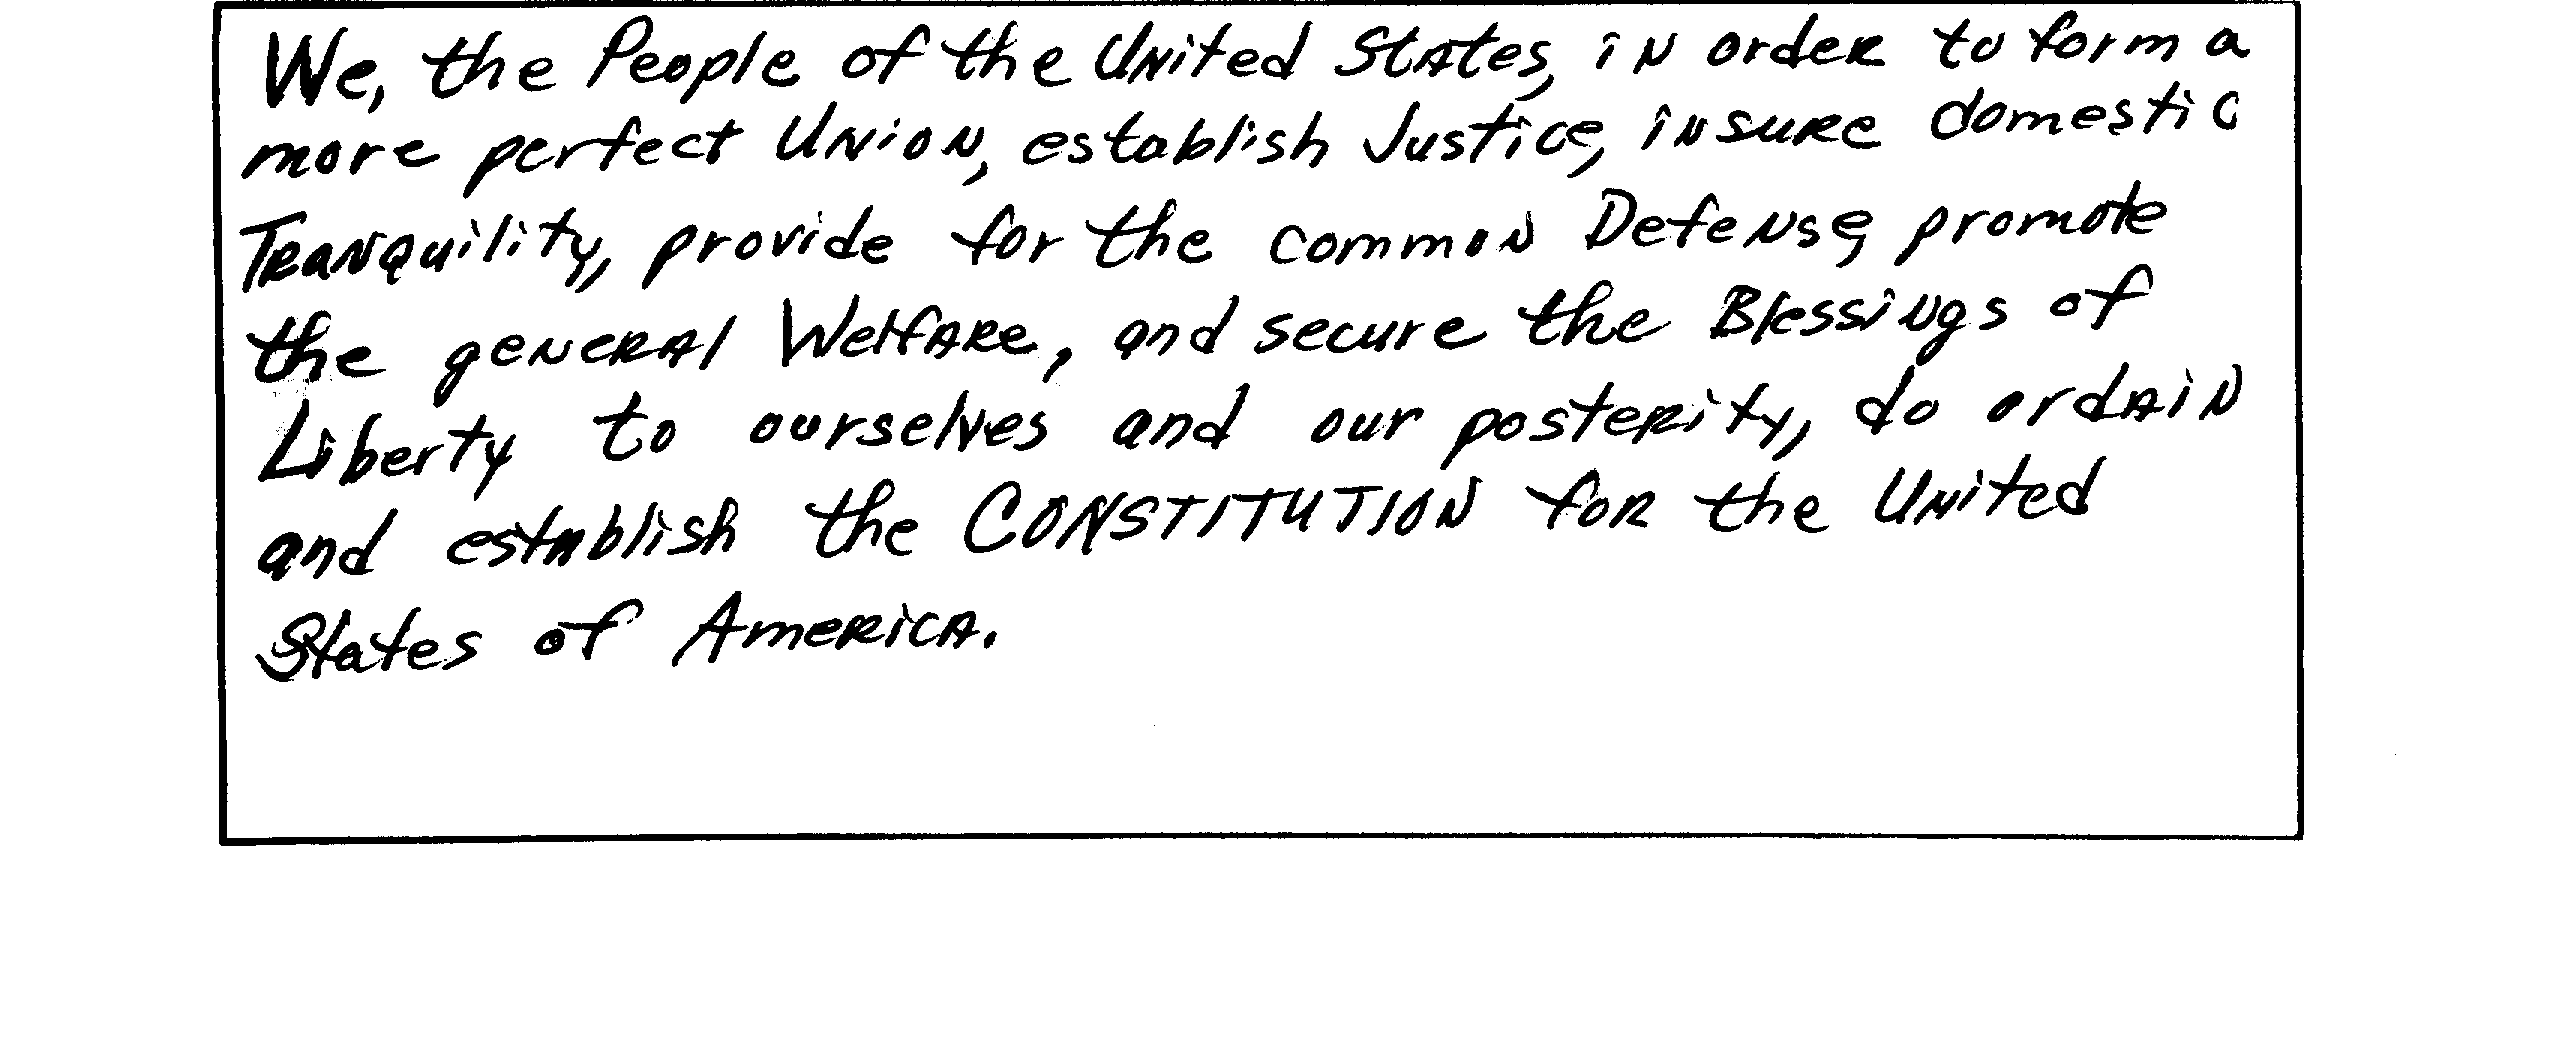 We, the People of the United States, in order to form a
more perfect Union, establish Justice, insure domestic
Tranquility, provide for the common Defense, promote
the general Welfare, and secure the Blessings of
Liberty to ourselves and our posterity, do ordain
and establish the CONSTITUTION for the United
States of America.